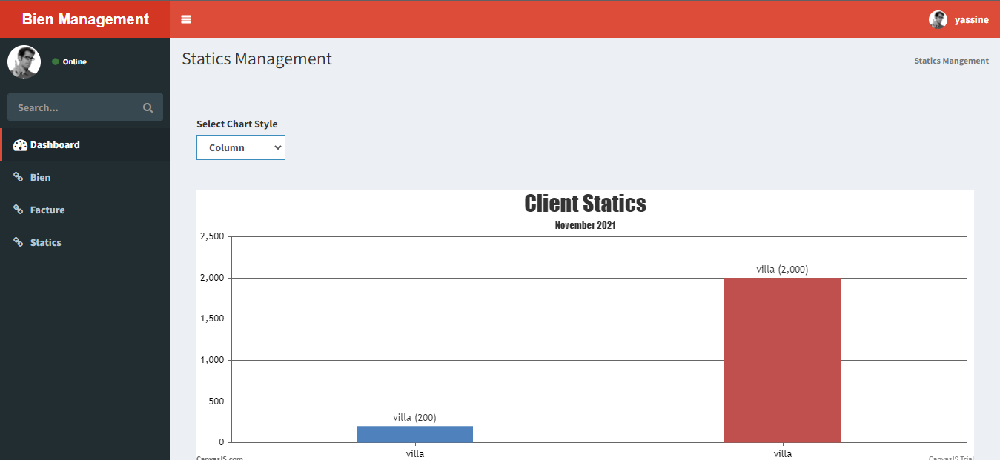 Bien Management
yassine
Online
Statics Management
Statics Mangement
Search...
Select Chart Style
Column
Dashboard
Bien
Facture
Statics
Client Statics
November 2021
2,500
2,000
1,500
1,000
500
0
villa (2,000)
villa (200)
villa
villa
CanvasJS.com
CanvasJS Trial